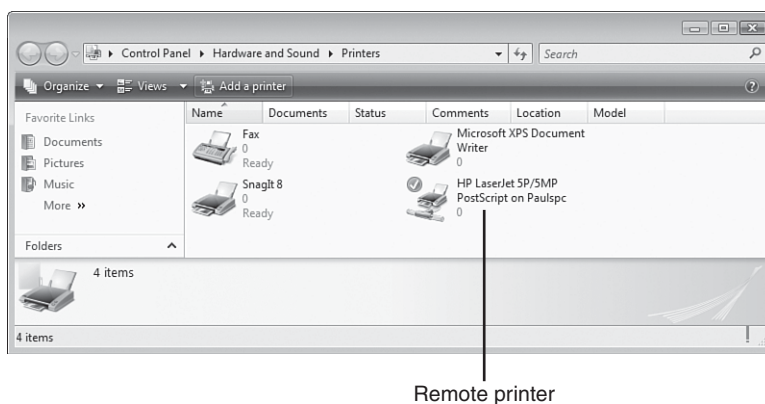 Control Panel Hardware and Sound Printers
Search
Organize Views Add a printer
Favorite Links
Documents
Pictures
Music
More
Folders
Name Documents Status Comments Location Model
Fax
0
Ready
Microsoft XPS Document
Writer
0
SnagIt 8
0
Ready
HP LaserJet 5P/5MP
PostScript on Paulspc
0
4 items
4 items
Remote printer